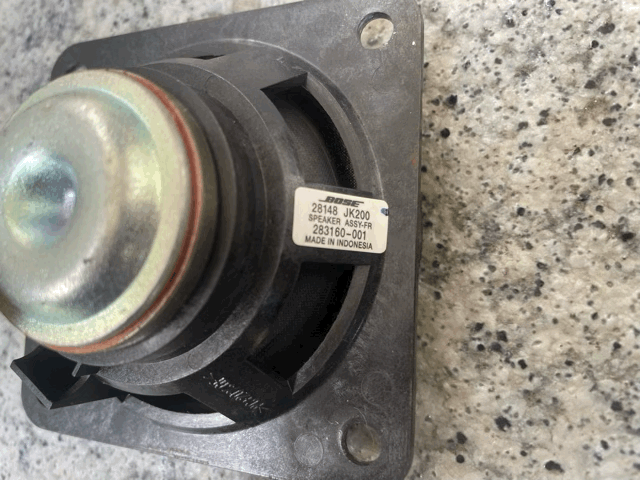 BOSE
28148 JK200
SPEAKER ASSY-FR
283160-001
MADE IN INDONESIA